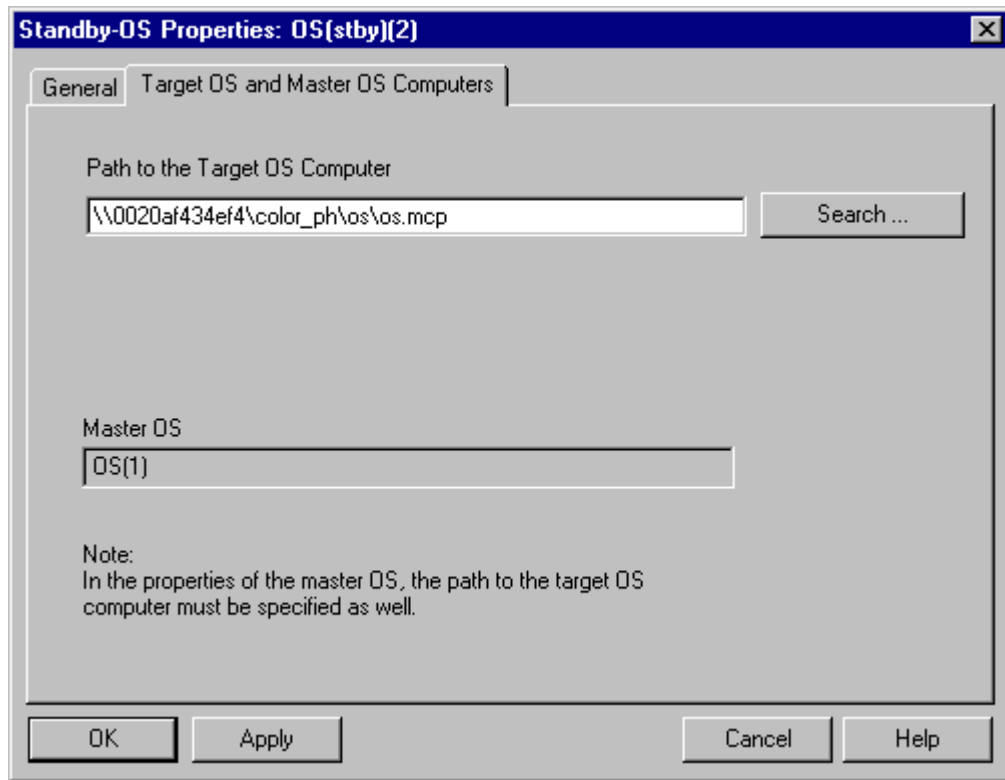 Standby-OS Properties: OS(stby)(2)
General
Target OS and Master OS Computers
Path to the Target OS Computer
\\0020af434ef4\color_ph\os\os.mcp
Search ...
Master OS
OS(1)
Note:
In the properties of the master OS, the path to the target OS
computer must be specified as well.
OK
Apply
Cancel
Help